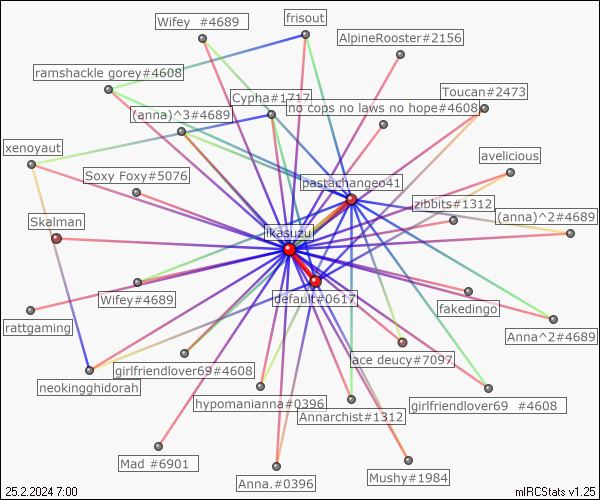 Wifey #4689
frisout
AlpineRooster#2156
ramshackle gorey#4608
Toucan#2473
Cypha#1717
no cops no laws no hope#4608
(anna)^3#4689
xenoyaut
avelicious
Soxy Foxy#5076
pastachangeo41
zibbits#1312
(anna)^2#4689
Skalman
ikasuzu
Wifey#4689
default#0617
fakedingo
rattgaming
Anna^2#4689
ace deucy#7097
girlfriendlover69#4608
neokingghidorah
hypomanianna#0396
Annarchist#1312
girlfriendlover69 #4608
Mad #6901
Anna.#0396
Mushy#1984
25.2.2024 7:00
mIRCStats v1.25